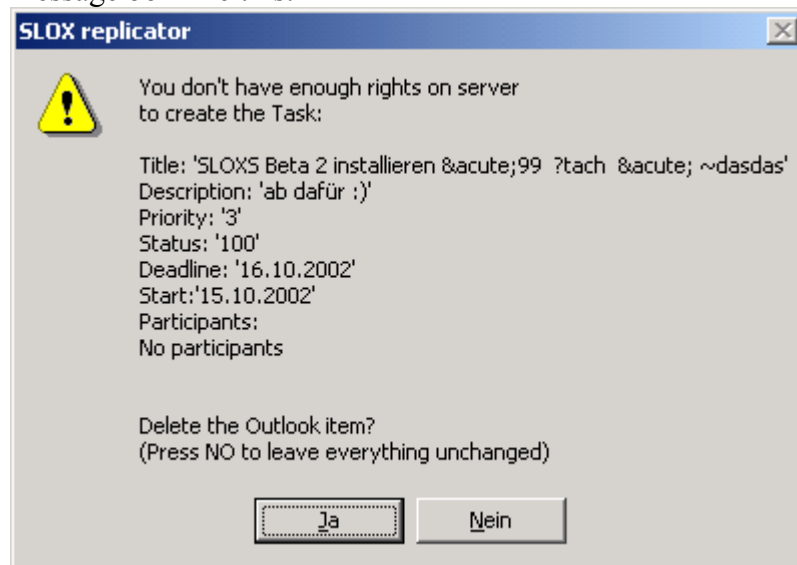 SLOX replicator
You don't have enough rights on server
to create the Task:
Title: 'SLOXS Beta 2 installieren &acute;99 ?tach &acute; ~dasdas'
Description: 'ab dafür :)'
Priority: '3'
Status: '100'
Deadline: '16.10.2002'
Start:'15.10.2002'
Participants:
No participants
Delete the Outlook item?
(Press NO to leave everything unchanged)
Ja
Nein